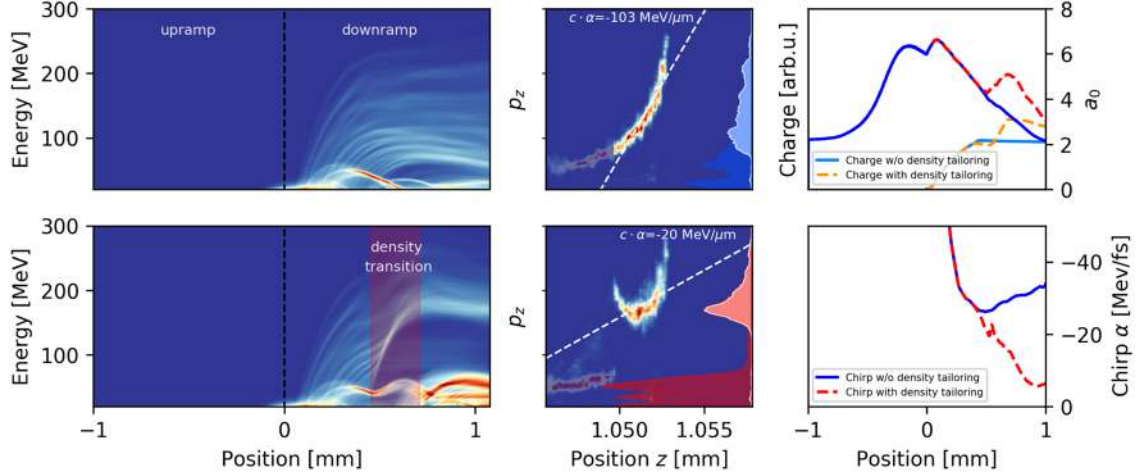 300
200
100
Energy [MeV]
upramp
downramp
p_z
c · α=-103 MeV/μm
Charge [arb.u.]
8
6
4
2
0
a₀
Charge w/o density tailoring
Charge with density tailoring
300
200
100
Energy [MeV]
density
transition
−1
0
1
Position [mm]
p_z
c · α=-20 MeV/μm
1.050
1.055
Position z [mm]
Chirp w/o density tailoring
Chirp with density tailoring
−40
−20
0
Chirp α [MeV/fs]
−1
0
1
Position [mm]